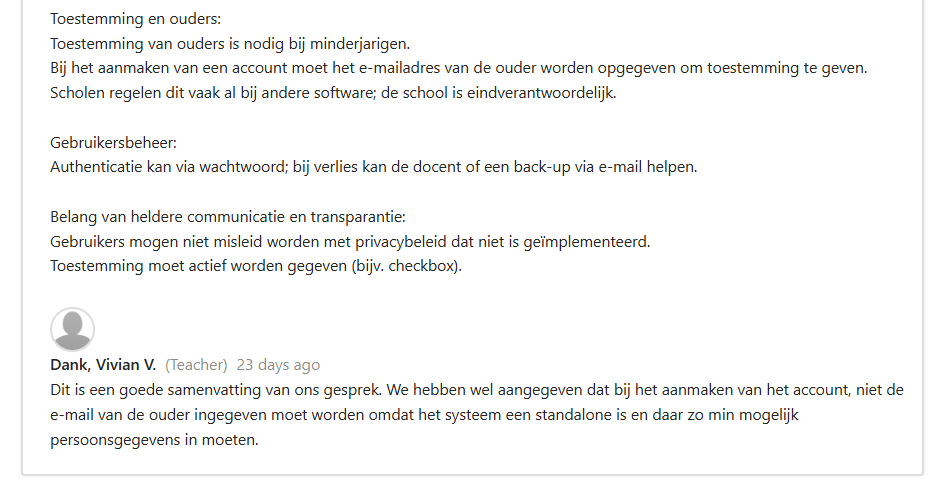 Toestemming en ouders:
Toestemming van ouders is nodig bij minderjarigen.
Bij het aanmaken van een account moet het e-mailadres van de ouder worden opgegeven om toestemming te geven.
Scholen regelen dit vaak al bij andere software; de school is eindverantwoordelijk.
Gebruikersbeheer:
Authenticatie kan via wachtwoord; bij verlies kan de docent of een back-up via e-mail helpen.
Belang van heldere communicatie en transparantie:
Gebruikers mogen niet misleid worden met privacybeleid dat niet is geïmplementeerd.
Toestemming moet actief worden gegeven (bijv. checkbox).
Dank, Vivian V. (Teacher) 23 days ago
Dit is een goede samenvatting van ons gesprek. We hebben wel aangegeven dat bij het aanmaken van het account, niet de
e-mail van de ouder ingegeven moet worden omdat het systeem een standalone is en daar zo min mogelijk
persoonsgegevens in moeten.